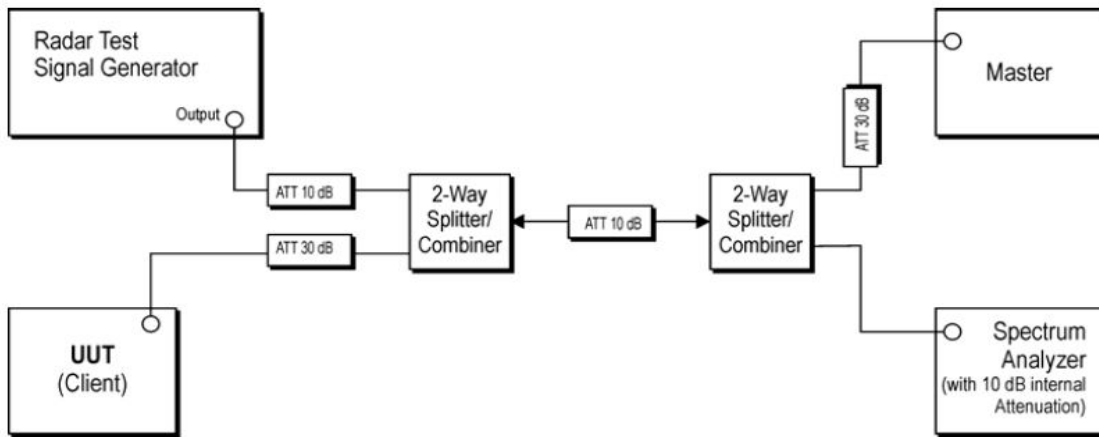 Radar Test
Signal Generator
Output
ATT 10 dB
ATT 30 dB
UUT
(Client)
2-Way
Splitter/
Combiner
ATT 10 dB
2-Way
Splitter/
Combiner
ATT 30 dB
Master
Spectrum
Analyzer
(with 10 dB internal
Attenuation)